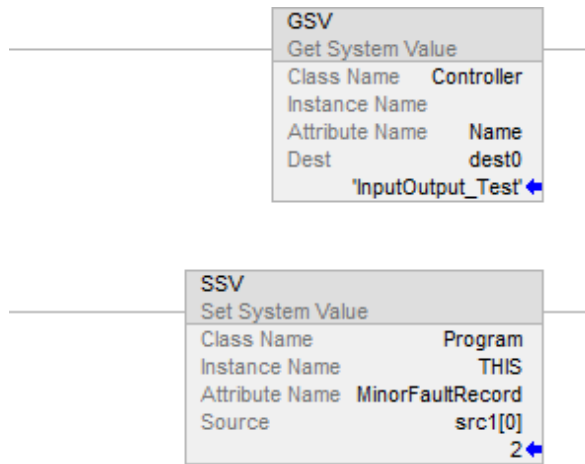 GSV
Get System Value
Class Name Controller
Instance Name
Attribute Name Name
Dest dest0
'InputOutput_Test'
SSV
Set System Value
Class Name Program
Instance Name THIS
Attribute Name MinorFaultRecord
Source src1[0]
2